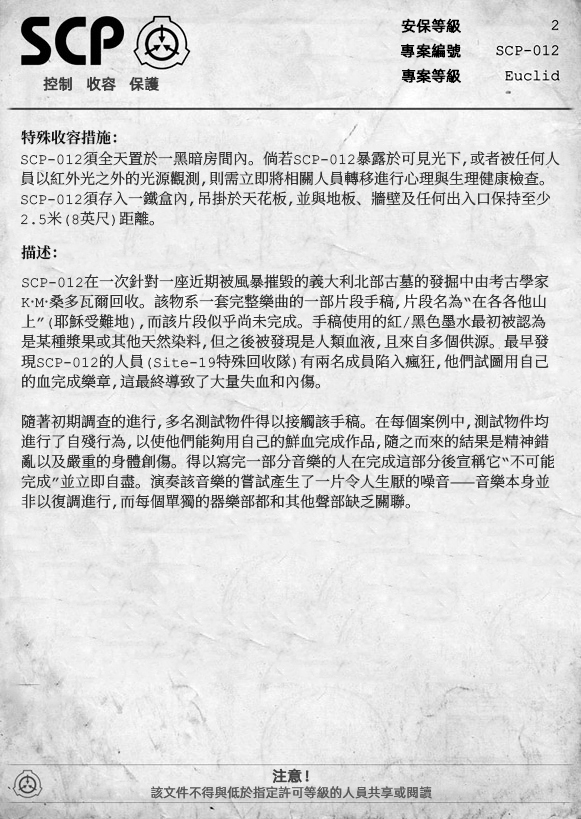 SCP
控制 收容 保護
安保等級 2
專案編號 SCP-012
專案等級 Euclid
特殊收容措施:
SCP-012須全天置於一黑暗房間內。倘若SCP-012暴露於可見光下,或者被任何人
員以紅外光之外的光源觀測,則需立即將相關人員轉移進行心理與生理健康檢查。
SCP-012須存入一鐵盒內,吊掛於天花板,並與地板、牆壁及任何出入口保持至少
2.5米(8英尺)距離。
描述:
SCP-012在一次針對一座近期被風暴摧毀的義大利北部古墓的發掘中由考古學家
K·M·桑多瓦爾回收。該物系一套完整樂曲的一部片段手稿,片段名為“在各各他山
上”(耶穌受難地),而該片段似乎尚未完成。手稿使用的紅/黑色墨水最初被認為
是某種漿果或其他天然染料,但之後被發現是人類血液,且來自多個供源。最早發
現SCP-012的人員(Site-19特殊回收隊)有兩名成員陷入瘋狂,他們試圖用自己
的血完成樂章,這最終導致了大量失血和內傷。
隨著初期調查的進行,多名測試物件得以接觸該手稿。在每個案例中,測試物件均
進行了自殘行為,以使他們能夠用自己的鮮血完成作品,隨之而來的結果是精神錯
亂以及嚴重的身體創傷。得以寫完一部分音樂的人在完成這部分後宣稱它“不可能
完成”並立即自盡。演奏該音樂的嘗試產生了一片令人生厭的噪音——音樂本身並
非以復調進行,而每個單獨的器樂部都和其他聲部缺乏關聯。
注意!
該文件不得與低於指定許可等級的人員共享或閱讀